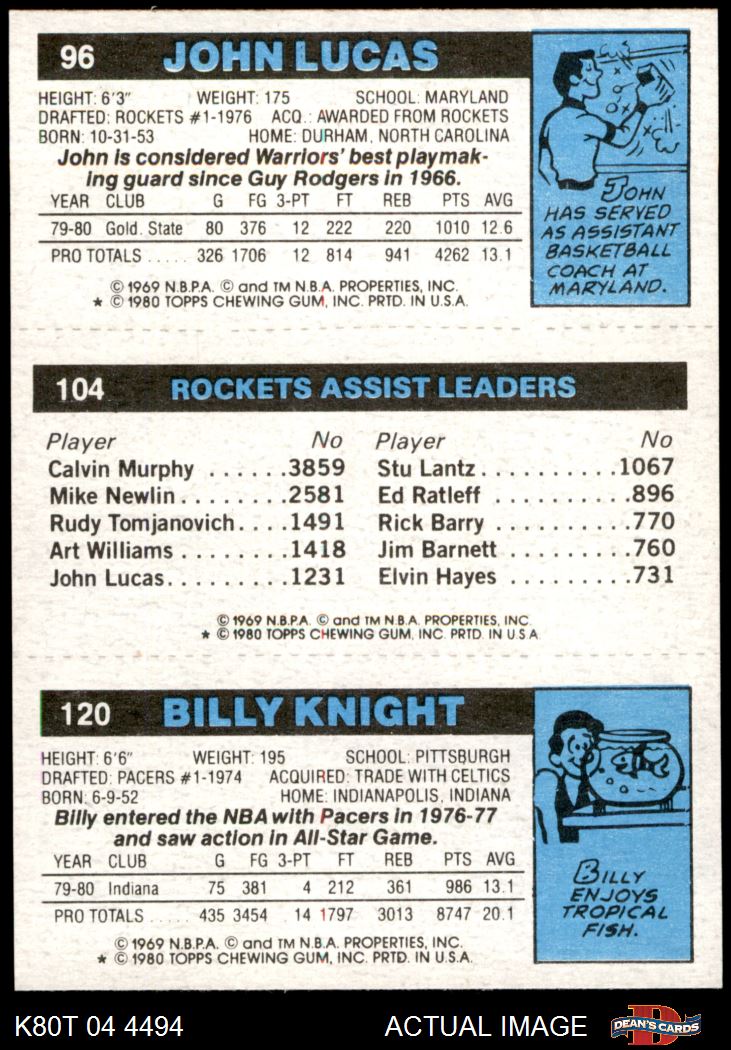 96 JOHN LUCAS
HEIGHT: 6'3" WEIGHT: 175 SCHOOL: MARYLAND
DRAFTED: ROCKETS #1-1976 ACQ.: AWARDED FROM ROCKETS
BORN: 10-31-53 HOME: DURHAM, NORTH CAROLINA
John is considered Warriors' best playmak-
ing guard since Guy Rodgers in 1966.
YEAR CLUB G FG 3-PT FT REB PTS AVG
79-80 Gold. State 80 376 12 222 220 1010 12.6
PRO TOTALS ..... 326 1706 12 814 941 4262 13.1
© 1969 N.B.P.A. © and TM N.B.A. PROPERTIES, INC.
* © 1980 TOPPS CHEWING GUM, INC. PRTD. IN U.S.A.
JOHN
HAS SERVED
AS ASSISTANT
BASKETBALL
COACH AT
MARYLAND.
104 ROCKETS ASSIST LEADERS
Player No Player No
Calvin Murphy ......3859 Stu Lantz..........1067
Mike Newlin........2581 Ed Ratleff ..........896
Rudy Tomjanovich....1491 Rick Barry ..........770
Art Williams ........1418 Jim Barnett .........760
John Lucas.........1231 Elvin Hayes .........731
© 1969 N.B.P.A. © and TM N.B.A. PROPERTIES, INC.
* © 1980 TOPPS CHEWING GUM, INC. PRTD. IN U.S.A.
120 BILLY KNIGHT
HEIGHT: 6'6" WEIGHT: 195 SCHOOL: PITTSBURGH
DRAFTED: PACERS #1-1974 ACQUIRED: TRADE WITH CELTICS
BORN: 6-9-52 HOME: INDIANAPOLIS, INDIANA
Billy entered the NBA with Pacers in 1976-77
and saw action in All-Star Game.
YEAR CLUB G FG 3-PT FT REB PTS AVG
79-80 Indiana 75 381 4 212 361 986 13.1
PRO TOTALS ..... 435 3454 14 1797 3013 8747 20.1
© 1969 N.B.P.A. © and TM N.B.A. PROPERTIES, INC.
* © 1980 TOPPS CHEWING GUM, INC. PRTD. IN U.S.A.
BILLY
ENJOYS
TROPICAL
FISH.
K80T 04 4494 ACTUAL IMAGE D DEAN'S CARDS